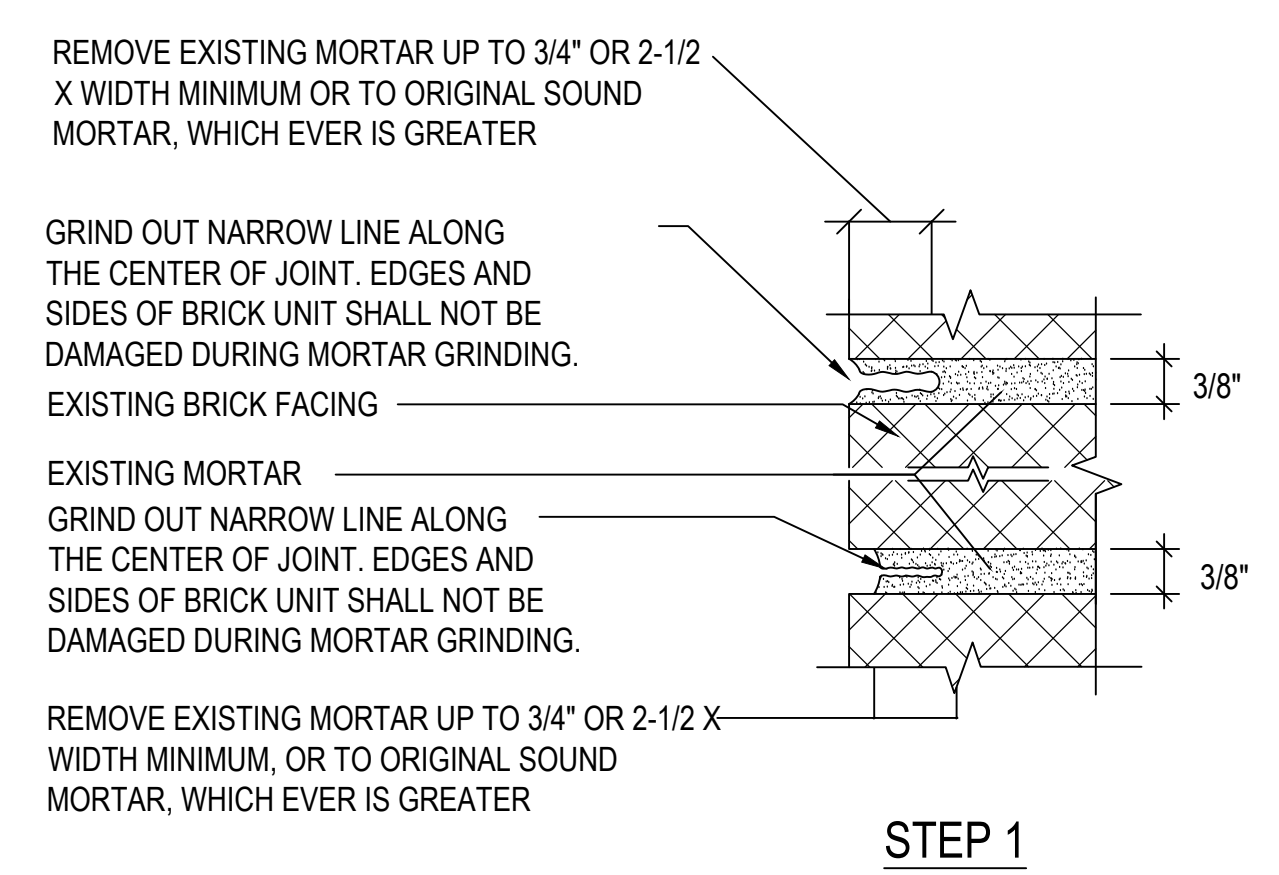 REMOVE EXISTING MORTAR UP TO 3/4" OR 2-1/2
X WIDTH MINIMUM OR TO ORIGINAL SOUND
MORTAR, WHICH EVER IS GREATER
GRIND OUT NARROW LINE ALONG
THE CENTER OF JOINT. EDGES AND
SIDES OF BRICK UNIT SHALL NOT BE
DAMAGED DURING MORTAR GRINDING.
3/8"
EXISTING BRICK FACING
EXISTING MORTAR
GRIND OUT NARROW LINE ALONG
THE CENTER OF JOINT. EDGES AND
SIDES OF BRICK UNIT SHALL NOT BE
DAMAGED DURING MORTAR GRINDING.
3/8"
REMOVE EXISTING MORTAR UP TO 3/4" OR 2-1/2 X
WIDTH MINIMUM, OR TO ORIGINAL SOUND
MORTAR, WHICH EVER IS GREATER
STEP 1